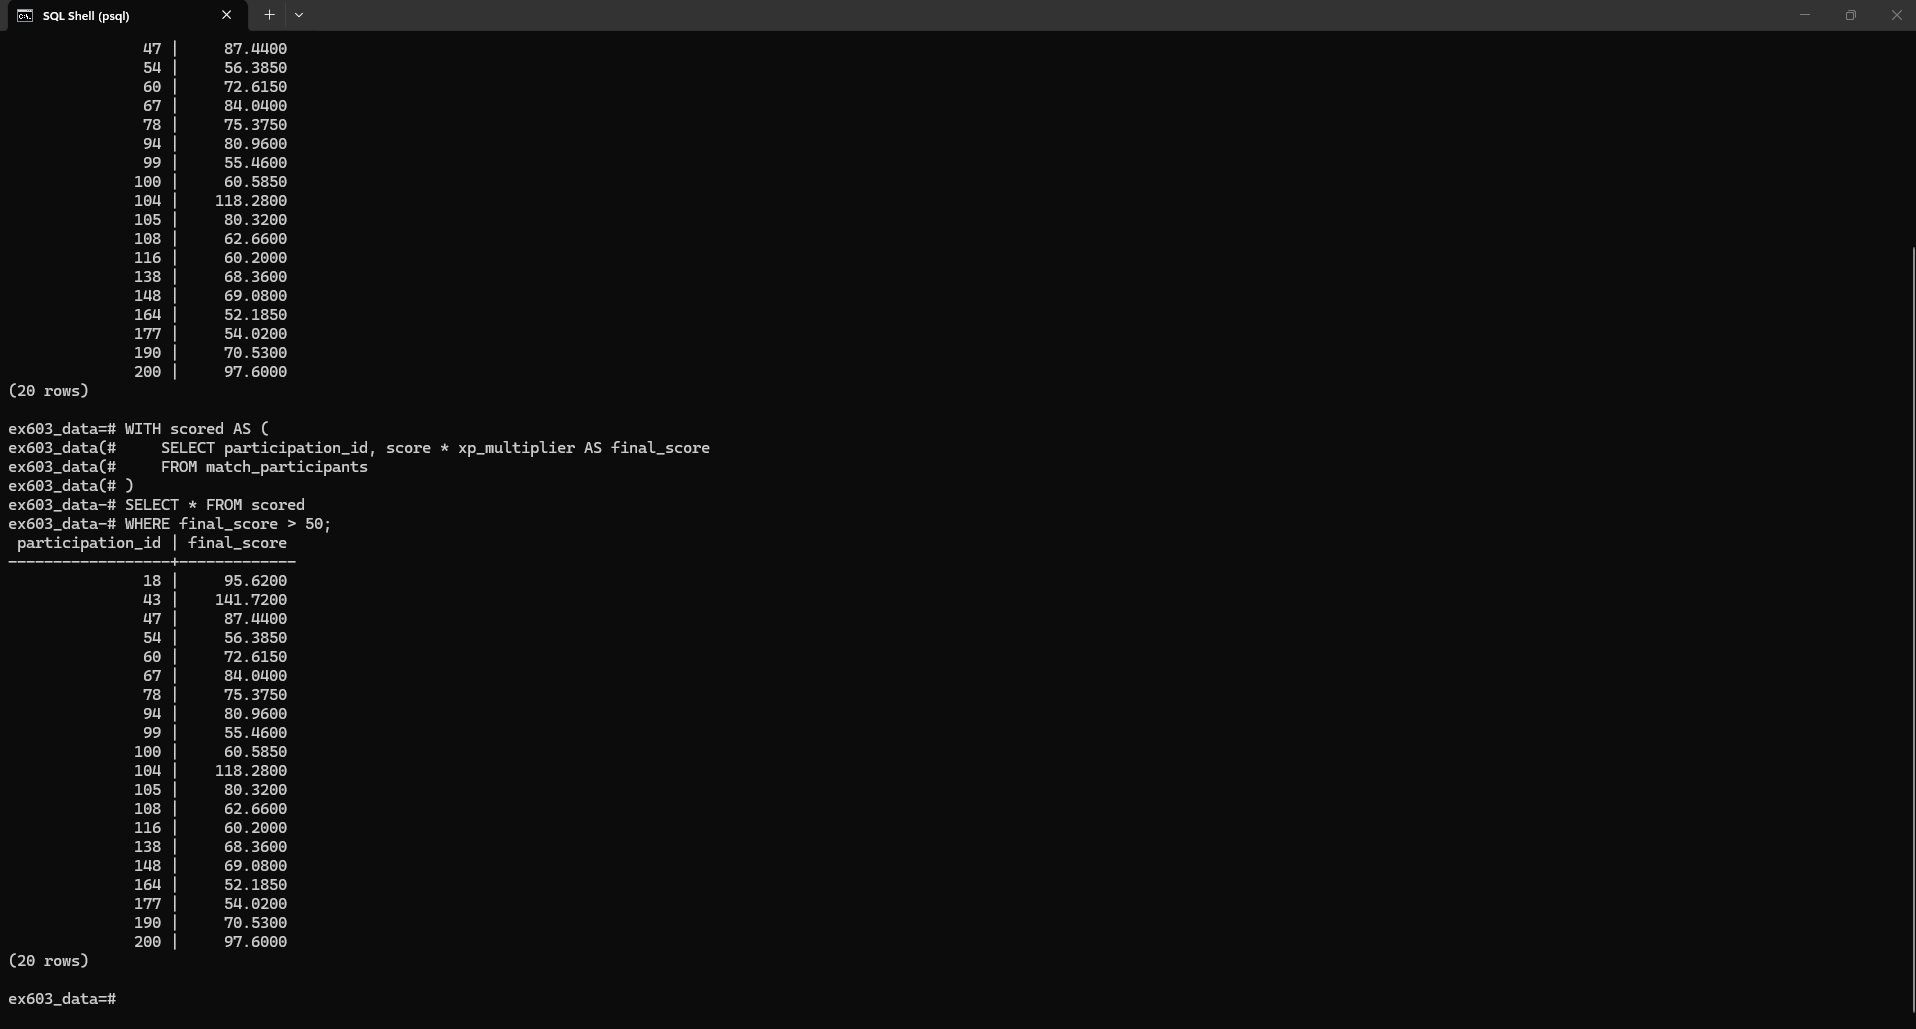 SQL Shell (psql)
47 | 87.4400
54 | 56.3850
60 | 72.6150
67 | 84.0400
78 | 75.3750
94 | 80.9600
99 | 55.4600
100 | 60.5850
104 | 118.2800
105 | 80.3200
108 | 62.6600
116 | 60.2000
138 | 68.3600
148 | 69.0800
164 | 52.1850
177 | 54.0200
190 | 70.5300
200 | 97.6000
(20 rows)
ex603_data=# WITH scored AS (
ex603_data(#     SELECT participation_id, score * xp_multiplier AS final_score
ex603_data(#     FROM match_participants
ex603_data(# )
ex603_data-# SELECT * FROM scored
ex603_data-# WHERE final_score > 50;
participation_id | final_score
------------------+-------------
18 | 95.6200
43 | 141.7200
47 | 87.4400
54 | 56.3850
60 | 72.6150
67 | 84.0400
78 | 75.3750
94 | 80.9600
99 | 55.4600
100 | 60.5850
104 | 118.2800
105 | 80.3200
108 | 62.6600
116 | 60.2000
138 | 68.3600
148 | 69.0800
164 | 52.1850
177 | 54.0200
190 | 70.5300
200 | 97.6000
(20 rows)
ex603_data=#